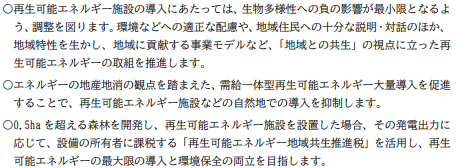 ○再生可能エネルギー施設の導入にあたっては、生物多様性への負の影響が最小限となるよ
う、調整を図ります。環境などへの適正な配慮や、地域住民への十分な説明・対話のほか、
地域特性を生かし、地域に貢献する事業モデルなど、「地域との共生」の視点に立った再
生可能エネルギーの取組を推進します。
○エネルギーの地産地消の観点を踏まえた、需給一体型再生可能エネルギー大量導入を促進
することで、再生可能エネルギー施設などの自然地での導入を抑制します。
○0.5ha を超える森林を開発し、再生可能エネルギー施設を設置した場合、その発電出力に
応じて、設備の所有者に課税する「再生可能エネルギー地域共生推進税」を活用し、再生
可能エネルギーの最大限の導入と環境保全の両立を目指します。